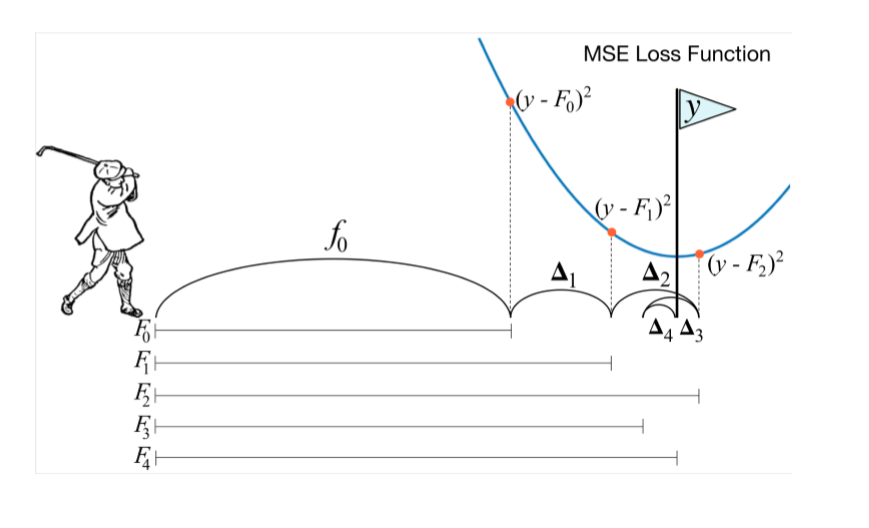 MSE Loss Function
(y - F₀)²
y
(y - F₁)²
f₀
Δ₁
Δ₂
(y - F₂)²
Δ₄ Δ₃
F₀
F₁
F₂
F₃
F₄